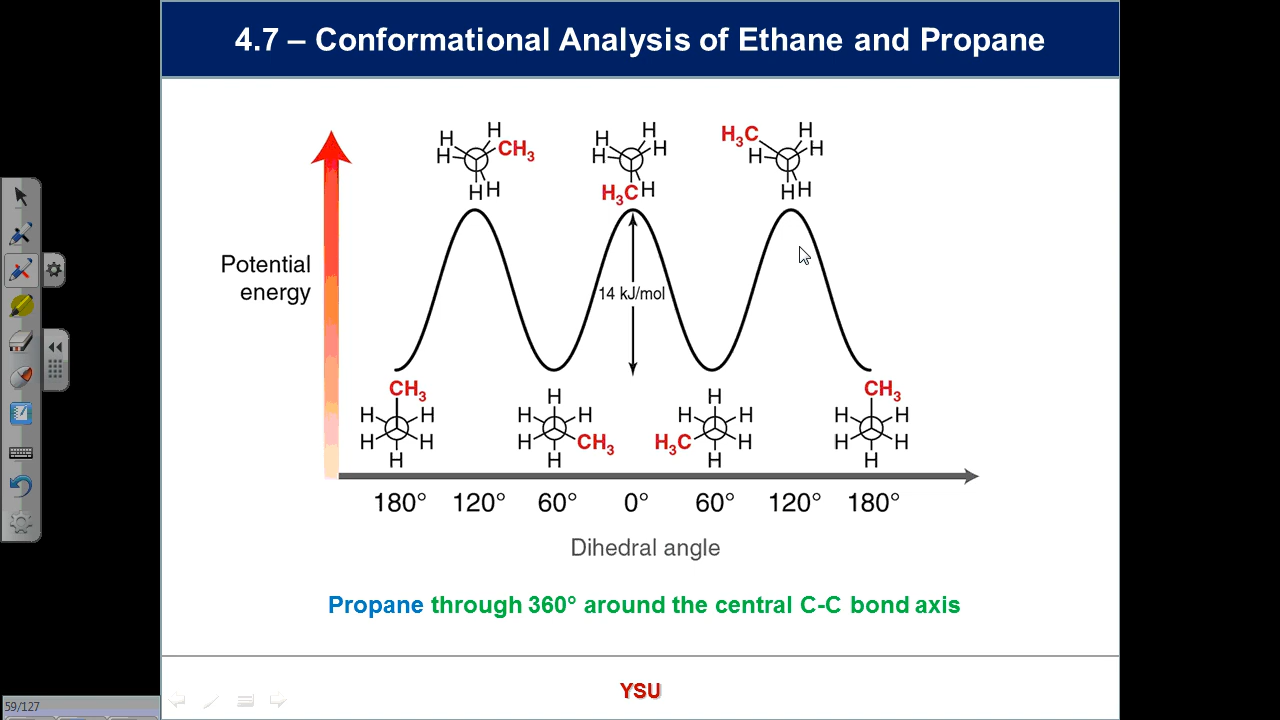 4.7 – Conformational Analysis of Ethane and Propane
H H CH₃ H H H
H H H H H₃C H
H₃C H H H H H
Potential
energy
14 kJ/mol
CH₃ H H H H H
H H H H CH₃ H
H H H₃C H H H
CH₃ H H H H H
180° 120° 60° 0° 60° 120° 180°
Dihedral angle
Propane through 360° around the central C-C bond axis
YSU
59/127